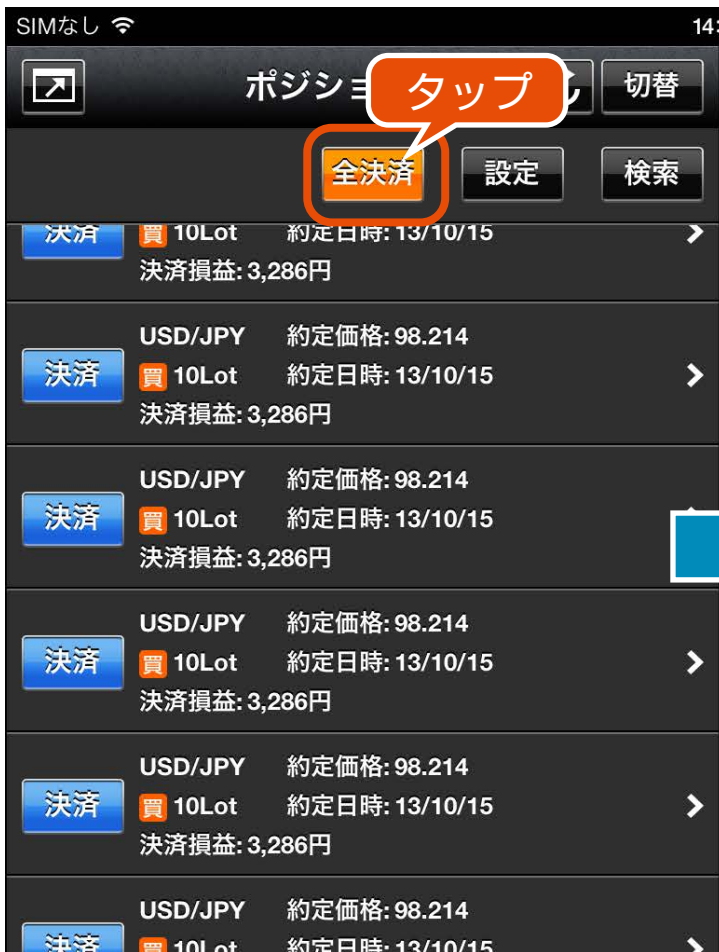 SIMなし 14:
ポジショ
タップ
切替
全決済 設定 検索
決済 買 10Lot 約定日時: 13/10/15
決済損益: 3,286円
USD/JPY 約定価格: 98.214
決済 買 10Lot 約定日時: 13/10/15
決済損益: 3,286円
USD/JPY 約定価格: 98.214
決済 買 10Lot 約定日時: 13/10/15
決済損益: 3,286円
USD/JPY 約定価格: 98.214
決済 買 10Lot 約定日時: 13/10/15
決済損益: 3,286円
USD/JPY 約定価格: 98.214
決済 買 10Lot 約定日時: 13/10/15
決済損益: 3,286円
USD/JPY 約定価格: 98.214
決済 買 10Lot 約定日時: 13/10/15